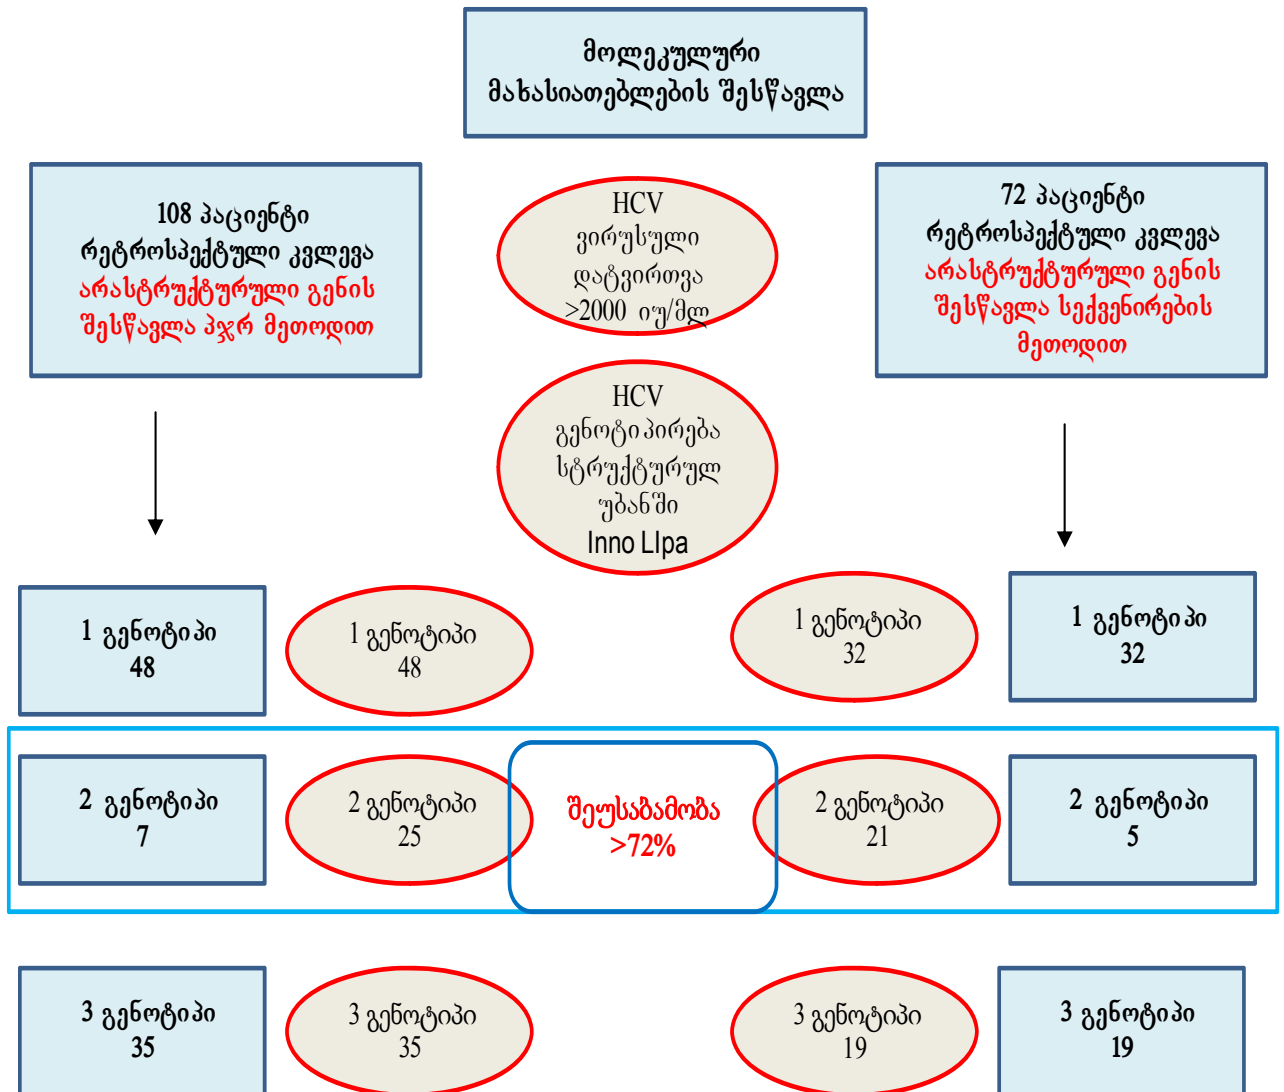 მოლეკულური
მახასიათებლების შესწავლა
108 პაციენტი
რეტროსპექტული კვლევა
არასტრუქტურული გენის
შესწავლა პჯრ მეთოდით
HCV
ვირუსული
დატვირთვა
>2000 იუ/მლ
72 პაციენტი
რეტროსპექტული კვლევა
არასტრუქტურული გენის
შესწავლა სექვენირების
მეთოდით
HCV
გენოტიპირება
სტრუქტურულ
უბანში
Inno LIpa
1 გენოტიპი
48
1 გენოტიპი
48
1 გენოტიპი
32
1 გენოტიპი
32
2 გენოტიპი
7
2 გენოტიპი
25
შეუსაბამობა
>72%
2 გენოტიპი
21
2 გენოტიპი
5
3 გენოტიპი
35
3 გენოტიპი
35
3 გენოტიპი
19
3 გენოტიპი
19